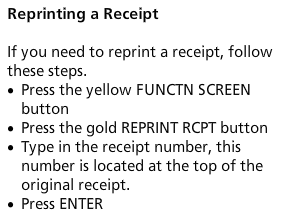 Reprinting a Receipt
If you need to reprint a receipt, follow
these steps.
• Press the yellow FUNCTN SCREEN
button
• Press the gold REPRINT RCPT button
• Type in the receipt number, this
number is located at the top of the
original receipt.
• Press ENTER